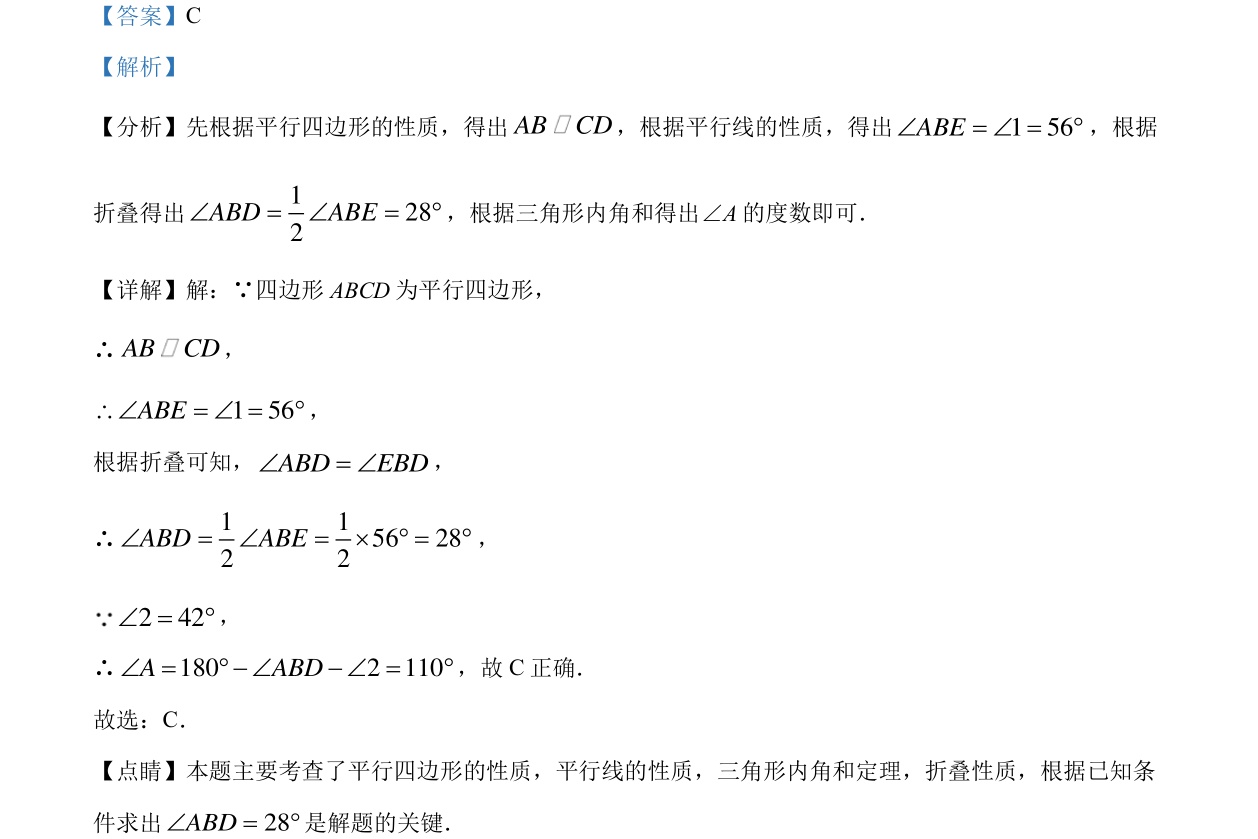 【答案】C
【解析】
【分析】先根据平行四边形的性质，得出 AB▱CD，根据平行线的性质，得出∠ABE=∠1=56°，根据
折叠得出∠ABD=\frac{1}{2}∠ABE=28°，根据三角形内角和得出∠A的度数即可．
【详解】解：∵四边形 ABCD 为平行四边形，
∴ AB▱CD，
∴∠ABE=∠1=56°，
根据折叠可知，∠ABD=∠EBD，
∴∠ABD=\frac{1}{2}∠ABE=\frac{1}{2}×56°=28°，
∵∠2=42°，
∴∠A=180°−∠ABD−∠2=110°，故 C 正确．
故选：C．
【点睛】本题主要考查了平行四边形的性质，平行线的性质，三角形内角和定理，折叠性质，根据已知条
件求出∠ABD=28°是解题的关键．